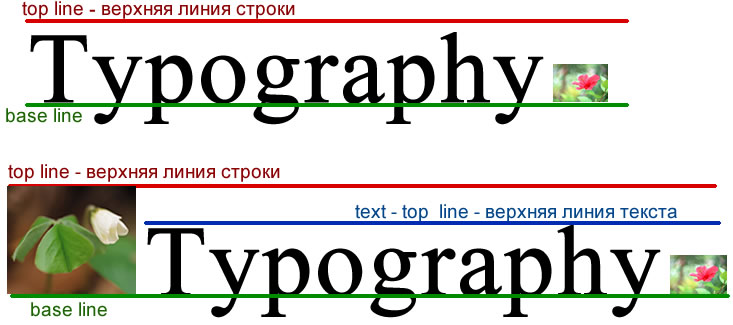 top line - верхняя линия строки
Typography
base line
top line - верхняя линия строки
text - top line - верхняя линия текста
Typography
base line